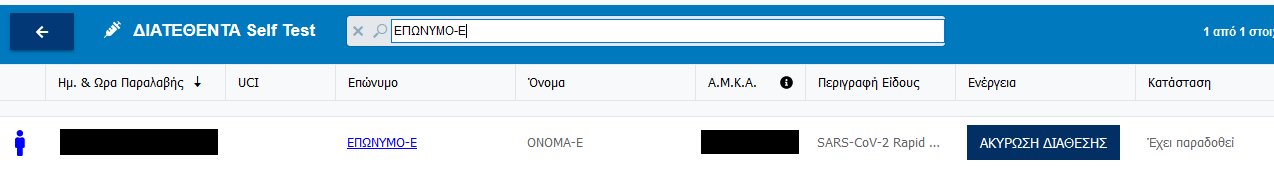 ΔΙΑΤΕΘΕΝΤΑ Self Test ΕΠΩΝΥΜΟ-Ε 1 από 1 στοι
Ημ. & Ώρα Παραλαβής UCI Επώνυμο Όνομα Α.Μ.Κ.Α. Περιγραφή Είδους Ενέργεια Κατάσταση
ΕΠΩΝΥΜΟ-Ε ΟΝΟΜΑ-Ε SARS-CoV-2 Rapid ... ΑΚΥΡΩΣΗ ΔΙΑΘΕΣΗΣ Έχει παραδοθεί